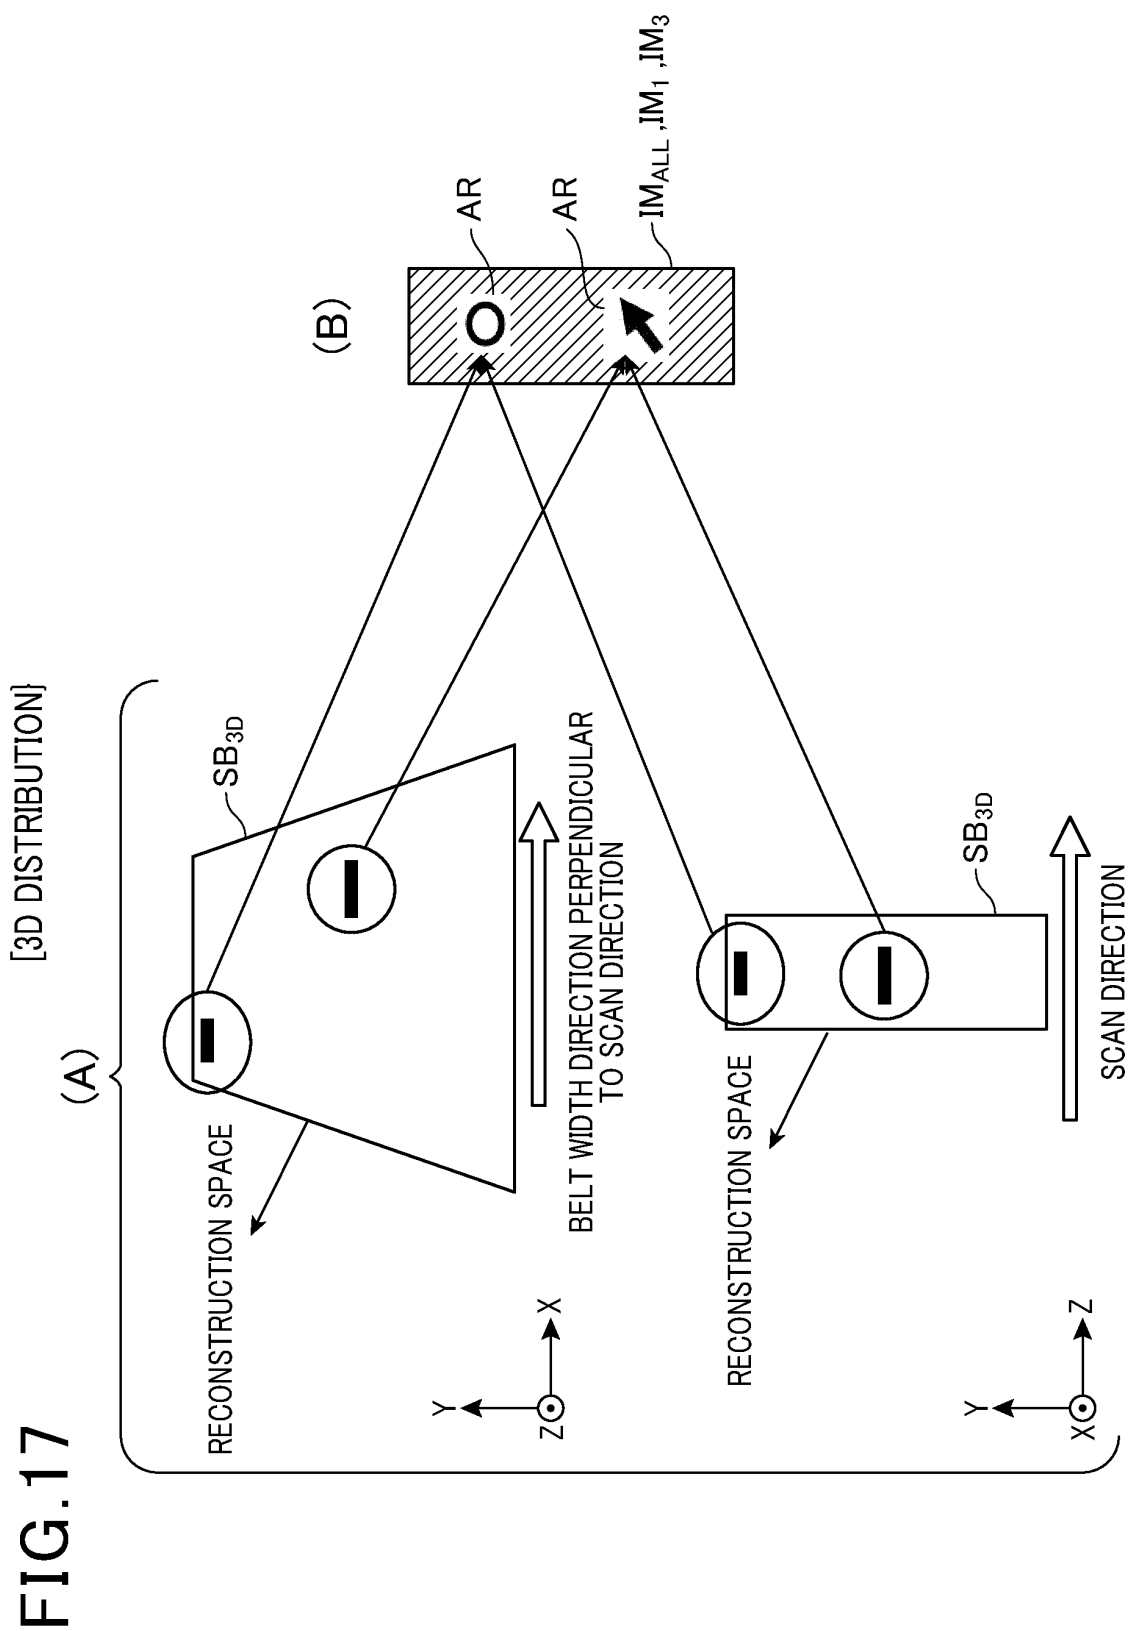 FIG.17
[3D DISTRIBUTION}
(A)
(B)
RECONSTRUCTION SPACE
SB3D
Y
Z
X
BELT WIDTH DIRECTION PERPENDICULAR
TO SCAN DIRECTION
AR
AR
IMALL ,IM1 ,IM3
RECONSTRUCTION SPACE
SB3D
Y
X
Z
SCAN DIRECTION